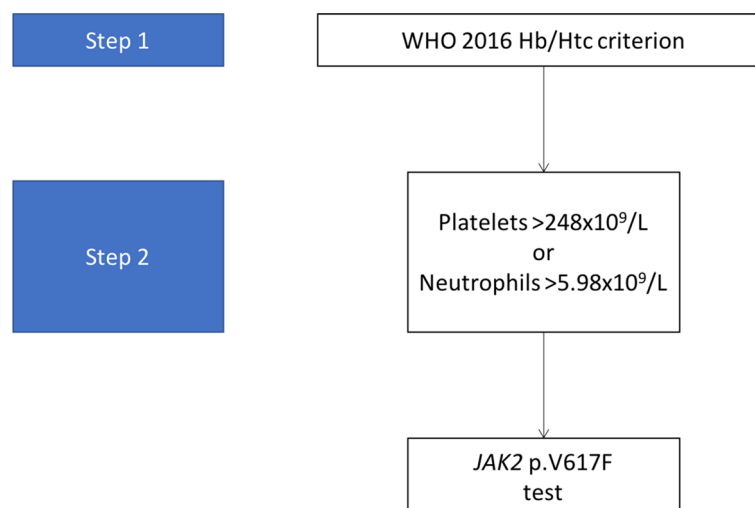 Step 1
WHO 2016 Hb/Htc criterion
Step 2
Platelets >248x10⁹/L
or
Neutrophils >5.98x10⁹/L
JAK2 p.V617F
test